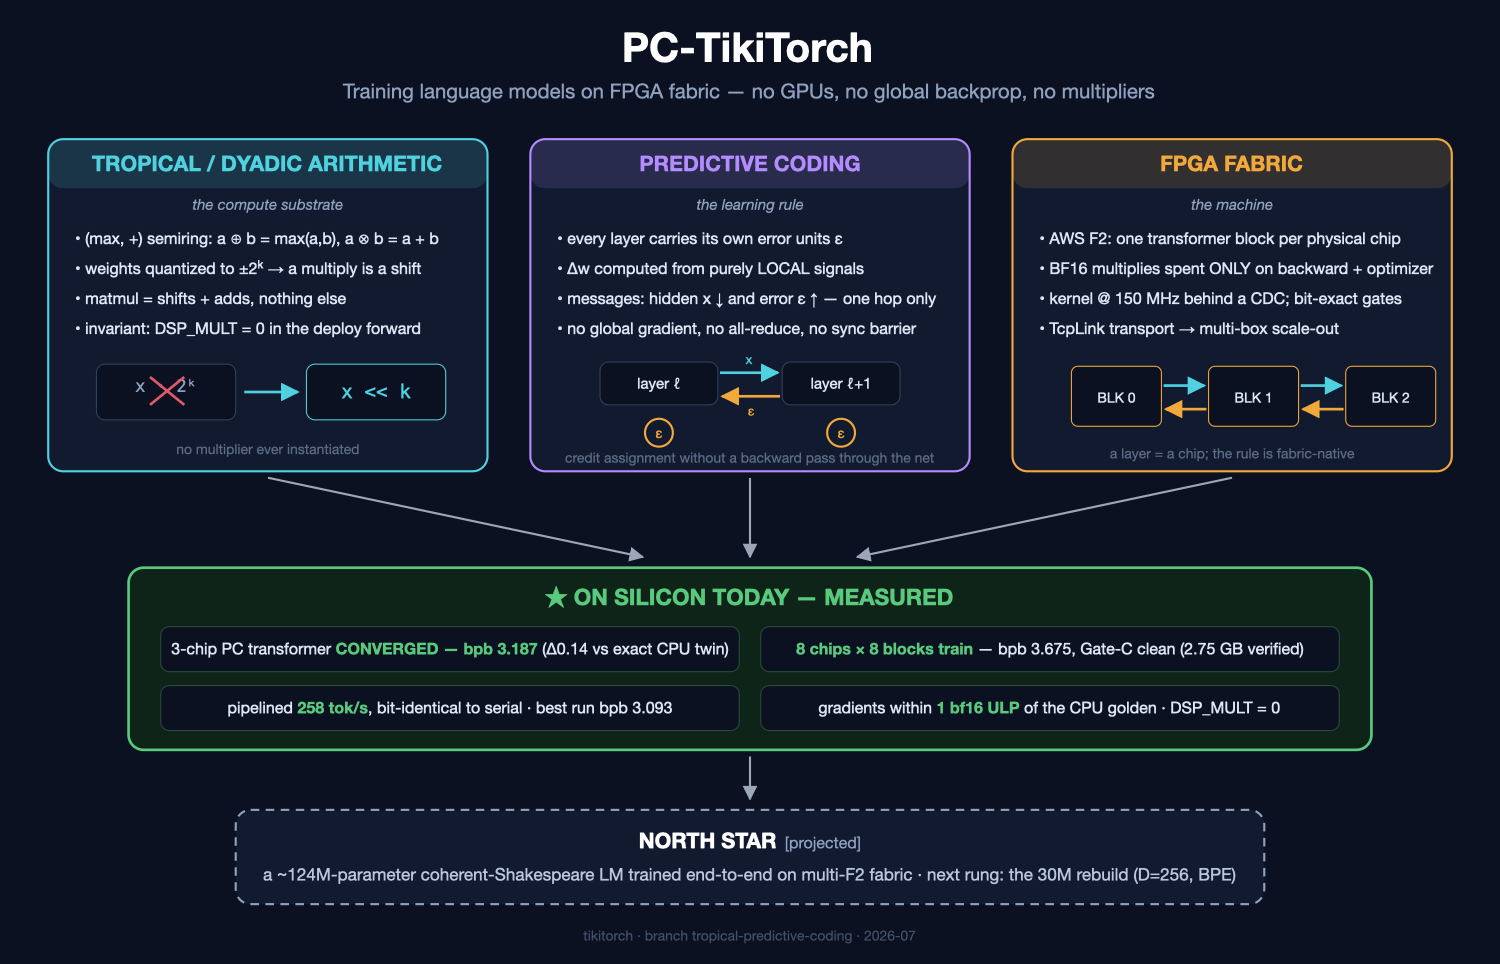 PC-TikiTorch
Training language models on FPGA fabric — no GPUs, no global backprop, no multipliers
TROPICAL / DYADIC ARITHMETIC
the compute substrate
• (max, +) semiring: a ⊕ b = max(a,b), a ⊗ b = a + b
• weights quantized to ±2ᵏ → a multiply is a shift
• matmul = shifts + adds, nothing else
• invariant: DSP_MULT = 0 in the deploy forward
x 2ᵏ
x << k
no multiplier ever instantiated
PREDICTIVE CODING
the learning rule
• every layer carries its own error units ε
• Δw computed from purely LOCAL signals
• messages: hidden x ↓ and error ε ↑ — one hop only
• no global gradient, no all-reduce, no sync barrier
x
layer ℓ
layer ℓ+1
ε
ε
ε
credit assignment without a backward pass through the net
FPGA FABRIC
the machine
• AWS F2: one transformer block per physical chip
• BF16 multiplies spent ONLY on backward + optimizer
• kernel @ 150 MHz behind a CDC; bit-exact gates
• TcpLink transport → multi-box scale-out
BLK 0
BLK 1
BLK 2
a layer = a chip; the rule is fabric-native
★ ON SILICON TODAY — MEASURED
3-chip PC transformer CONVERGED — bpb 3.187 (Δ0.14 vs exact CPU twin)
8 chips × 8 blocks train — bpb 3.675, Gate-C clean (2.75 GB verified)
pipelined 258 tok/s, bit-identical to serial · best run bpb 3.093
gradients within 1 bf16 ULP of the CPU golden · DSP_MULT = 0
NORTH STAR [projected]
a ~124M-parameter coherent-Shakespeare LM trained end-to-end on multi-F2 fabric · next rung: the 30M rebuild (D=256, BPE)
tikitorch · branch tropical-predictive-coding · 2026-07